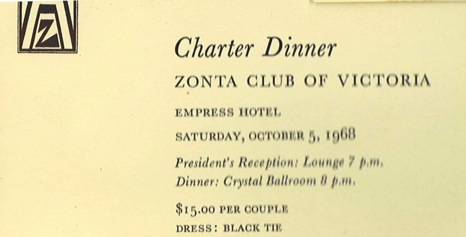 Z
Charter Dinner
ZONTA CLUB OF VICTORIA
EMPRESS HOTEL
SATURDAY, OCTOBER 5, 1968
President's Reception: Lounge 7 p.m.
Dinner: Crystal Ballroom 8 p.m.
$15.00 PER COUPLE
DRESS: BLACK TIE